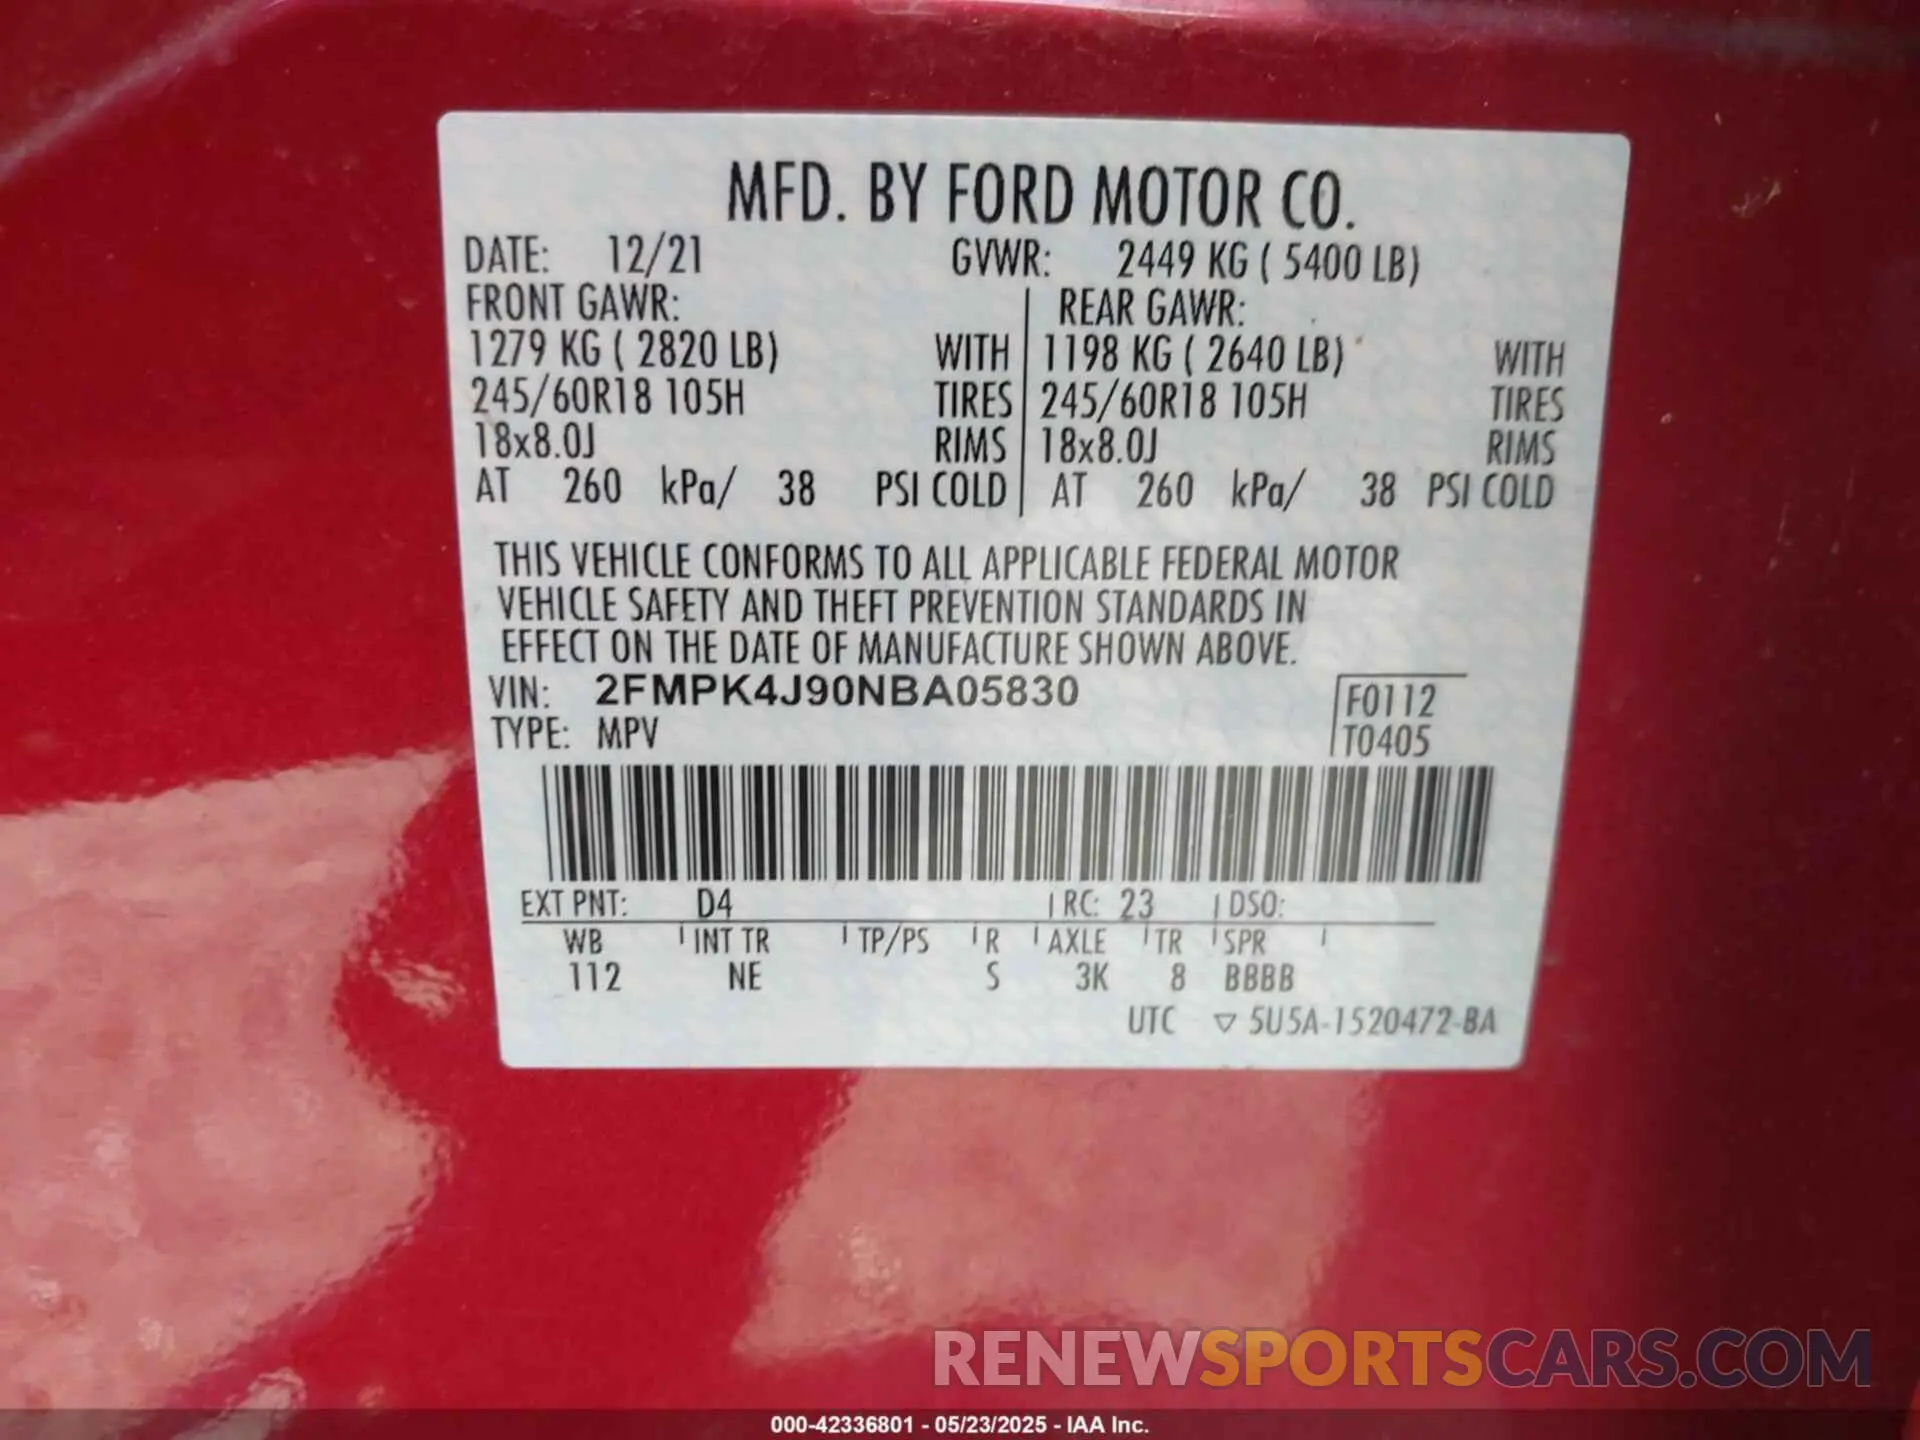 MFD. BY FORD MOTOR CO.
DATE: 12/21 GVWR: 2449 KG ( 5400 LB)
FRONT GAWR: REAR GAWR:
1279 KG ( 2820 LB) WITH 1198 KG ( 2640 LB) WITH
245/60R18 105H TIRES 245/60R18 105H TIRES
18x8.0J RIMS 18x8.0J RIMS
AT 260 kPa/ 38 PSI COLD AT 260 kPa/ 38 PSI COLD
THIS VEHICLE CONFORMS TO ALL APPLICABLE FEDERAL MOTOR
VEHICLE SAFETY AND THEFT PREVENTION STANDARDS IN
EFFECT ON THE DATE OF MANUFACTURE SHOWN ABOVE.
VIN: 2FMPK4J90NBA05830 F0112
TYPE: MPV T0405
EXT PNT: D4 RC: 23 DSO:
WB INT TR TP/PS R AXLE TR SPR
112 NE S 3K 8 BBBB
UTC ▽ 5U5A-1520472-BA
RENEWSPORTSCARS.COM
000-42336801 - 05/23/2025 - IAA Inc.